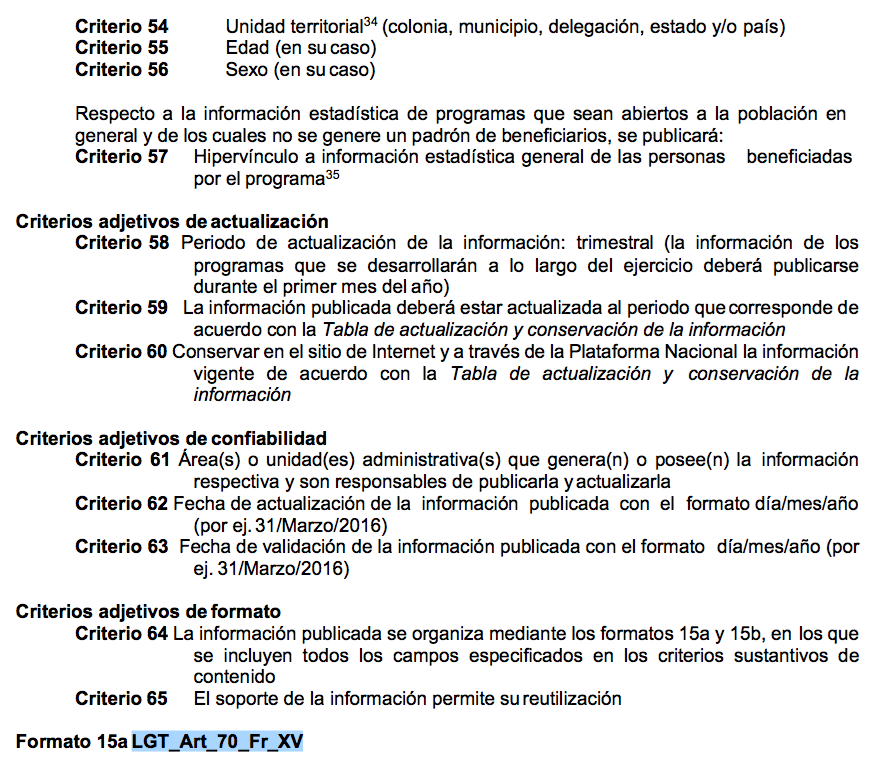 Criterio 54 Unidad territorial34 (colonia, municipio, delegación, estado y/o país)
Criterio 55 Edad (en su caso)
Criterio 56 Sexo (en su caso)
Respecto a la información estadística de programas que sean abiertos a la población en
general y de los cuales no se genere un padrón de beneficiarios, se publicará:
Criterio 57 Hipervínculo a información estadística general de las personas beneficiadas
por el programa35
Criterios adjetivos de actualización
Criterio 58 Periodo de actualización de la información: trimestral (la información de los
programas que se desarrollarán a lo largo del ejercicio deberá publicarse
durante el primer mes del año)
Criterio 59 La información publicada deberá estar actualizada al periodo que corresponde de
acuerdo con la Tabla de actualización y conservación de la información
Criterio 60 Conservar en el sitio de Internet y a través de la Plataforma Nacional la información
vigente de acuerdo con la Tabla de actualización y conservación de la
información
Criterios adjetivos de confiabilidad
Criterio 61 Área(s) o unidad(es) administrativa(s) que genera(n) o posee(n) la información
respectiva y son responsables de publicarla y actualizarla
Criterio 62 Fecha de actualización de la información publicada con el formato día/mes/año
(por ej. 31/Marzo/2016)
Criterio 63 Fecha de validación de la información publicada con el formato día/mes/año (por
ej. 31/Marzo/2016)
Criterios adjetivos de formato
Criterio 64 La información publicada se organiza mediante los formatos 15a y 15b, en los que
se incluyen todos los campos especificados en los criterios sustantivos de
contenido
Criterio 65 El soporte de la información permite su reutilización
Formato 15a LGT_Art_70_Fr_XV